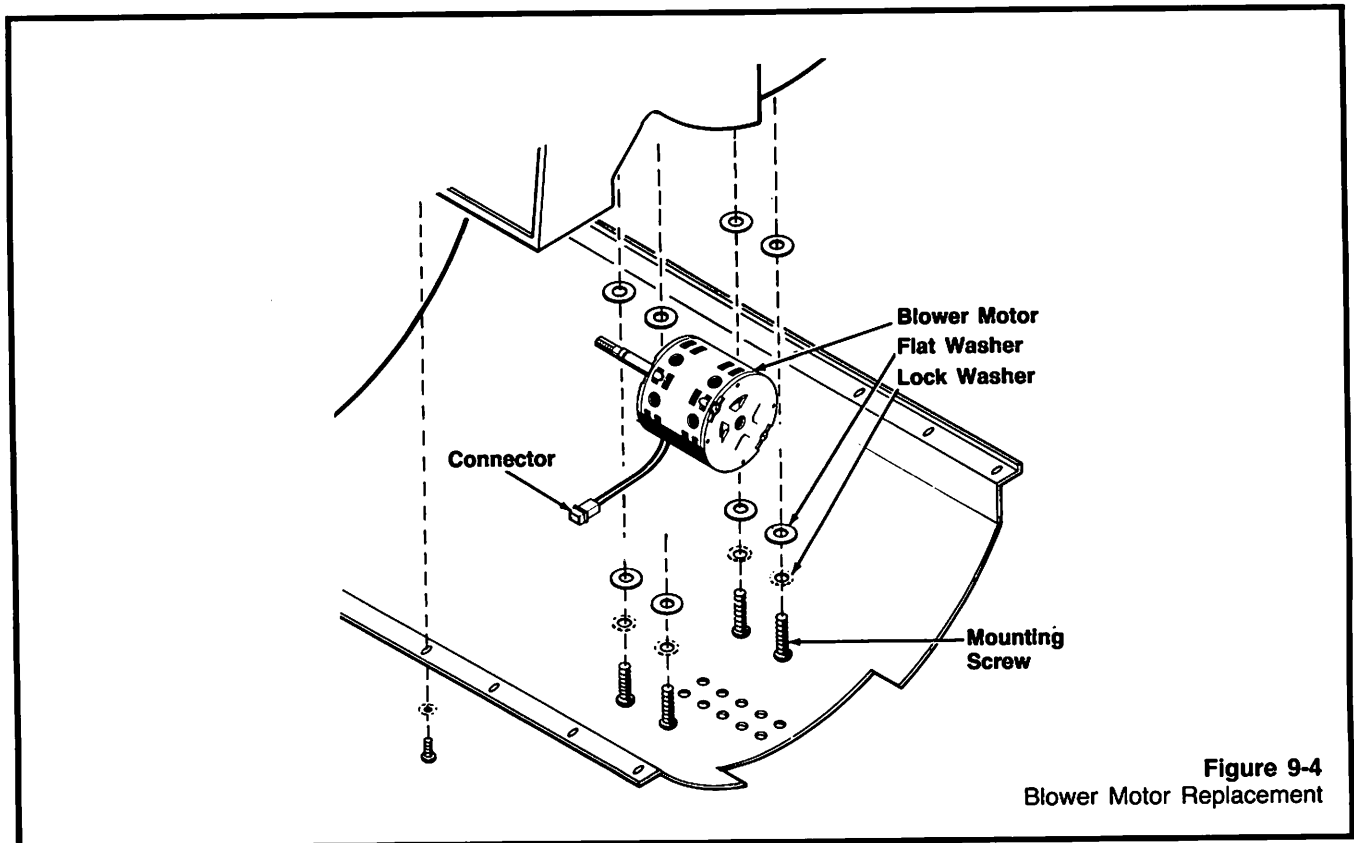 Blower Motor
Flat Washer
Lock Washer
Connector
Mounting
Screw
Figure 9-4
Blower Motor Replacement